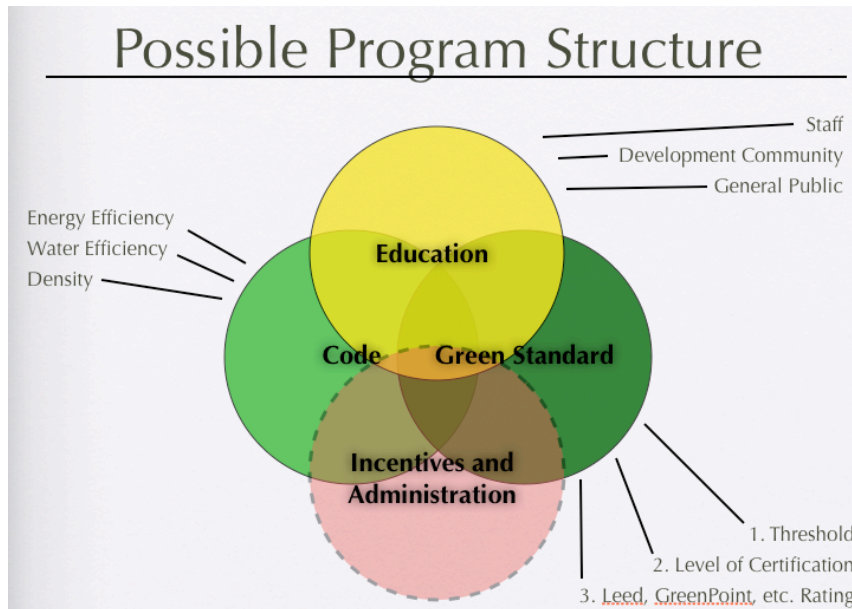 Possible Program Structure
Staff
Development Community
General Public
Energy Efficiency
Water Efficiency
Density
Education
Code
Green Standard
Incentives and
Administration
1. Threshold
2. Level of Certification
3. Leed, GreenPoint, etc. Rating